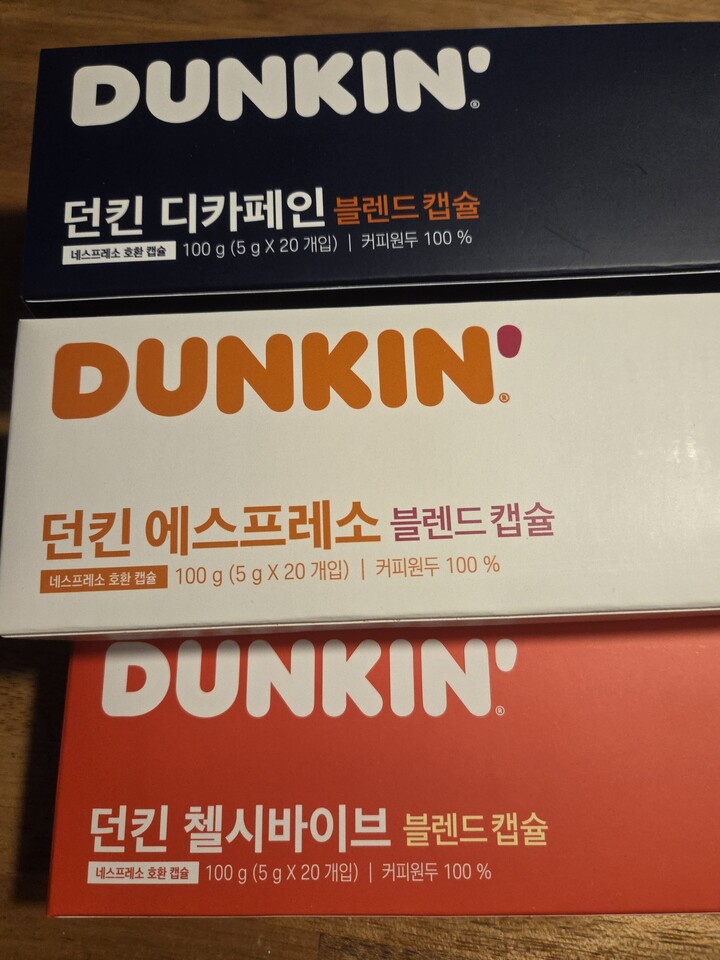 DUNKIN'®
던킨 디카페인 블렌드 캡슐
네스프레소 호환 캡슐 100 g (5 g X 20 개입) | 커피원두 100 %
DUNKIN'®
던킨 에스프레소 블렌드 캡슐
네스프레소 호환 캡슐 100 g (5 g X 20 개입) | 커피원두 100 %
DUNKIN'®
던킨 첼시바이브 블렌드 캡슐
네스프레소 호환 캡슐 100 g (5 g X 20 개입) | 커피원두 100 %